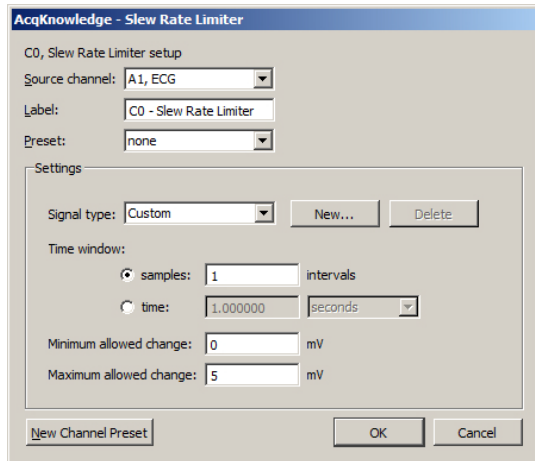 AcqKnowledge - Slew Rate Limiter
C0, Slew Rate Limiter setup
Source channel: A1, ECG
Label: C0 - Slew Rate Limiter
Preset: none
Settings
Signal type: Custom New... Delete
Time window:
samples: 1 intervals
time: 1.000000 seconds
Minimum allowed change: 0 mV
Maximum allowed change: 5 mV
New Channel Preset OK Cancel